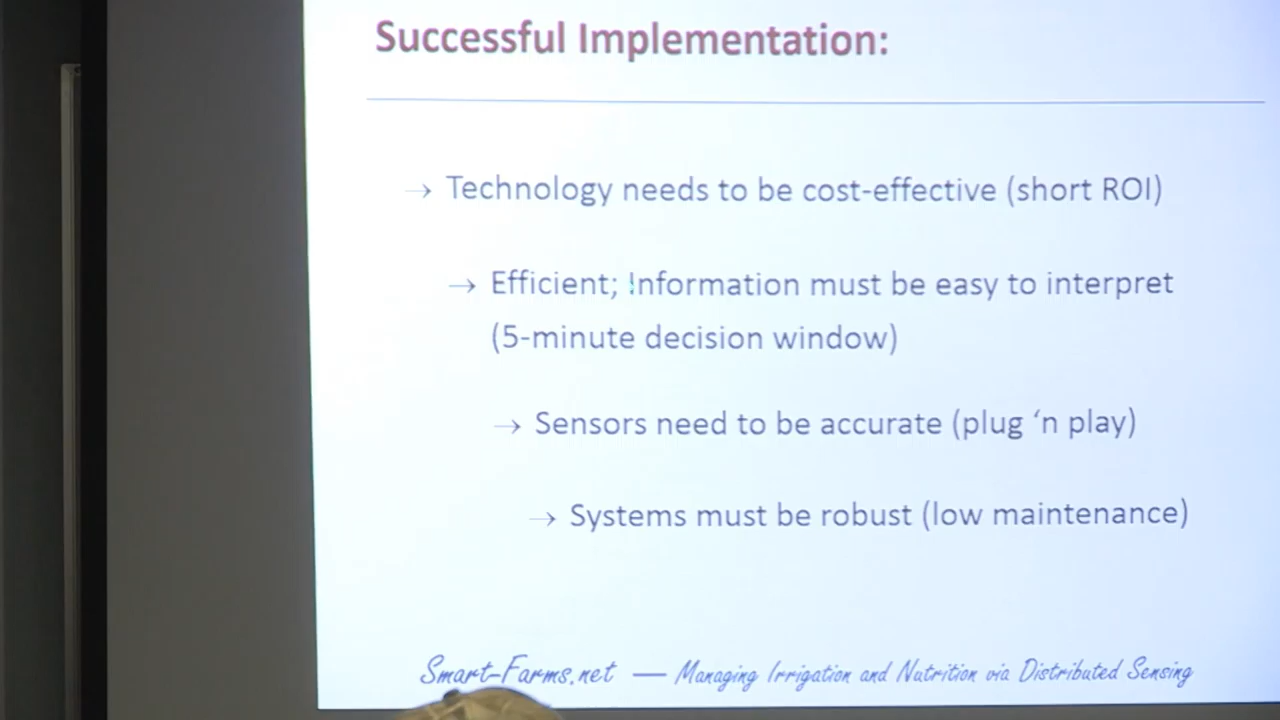 Successful Implementation:
→ Technology needs to be cost-effective (short ROI)
→ Efficient; Information must be easy to interpret
(5-minute decision window)
→ Sensors need to be accurate (plug ‘n play)
→ Systems must be robust (low maintenance)
Smart-Farms.net — Managing Irrigation and Nutrition via Distributed Sensing